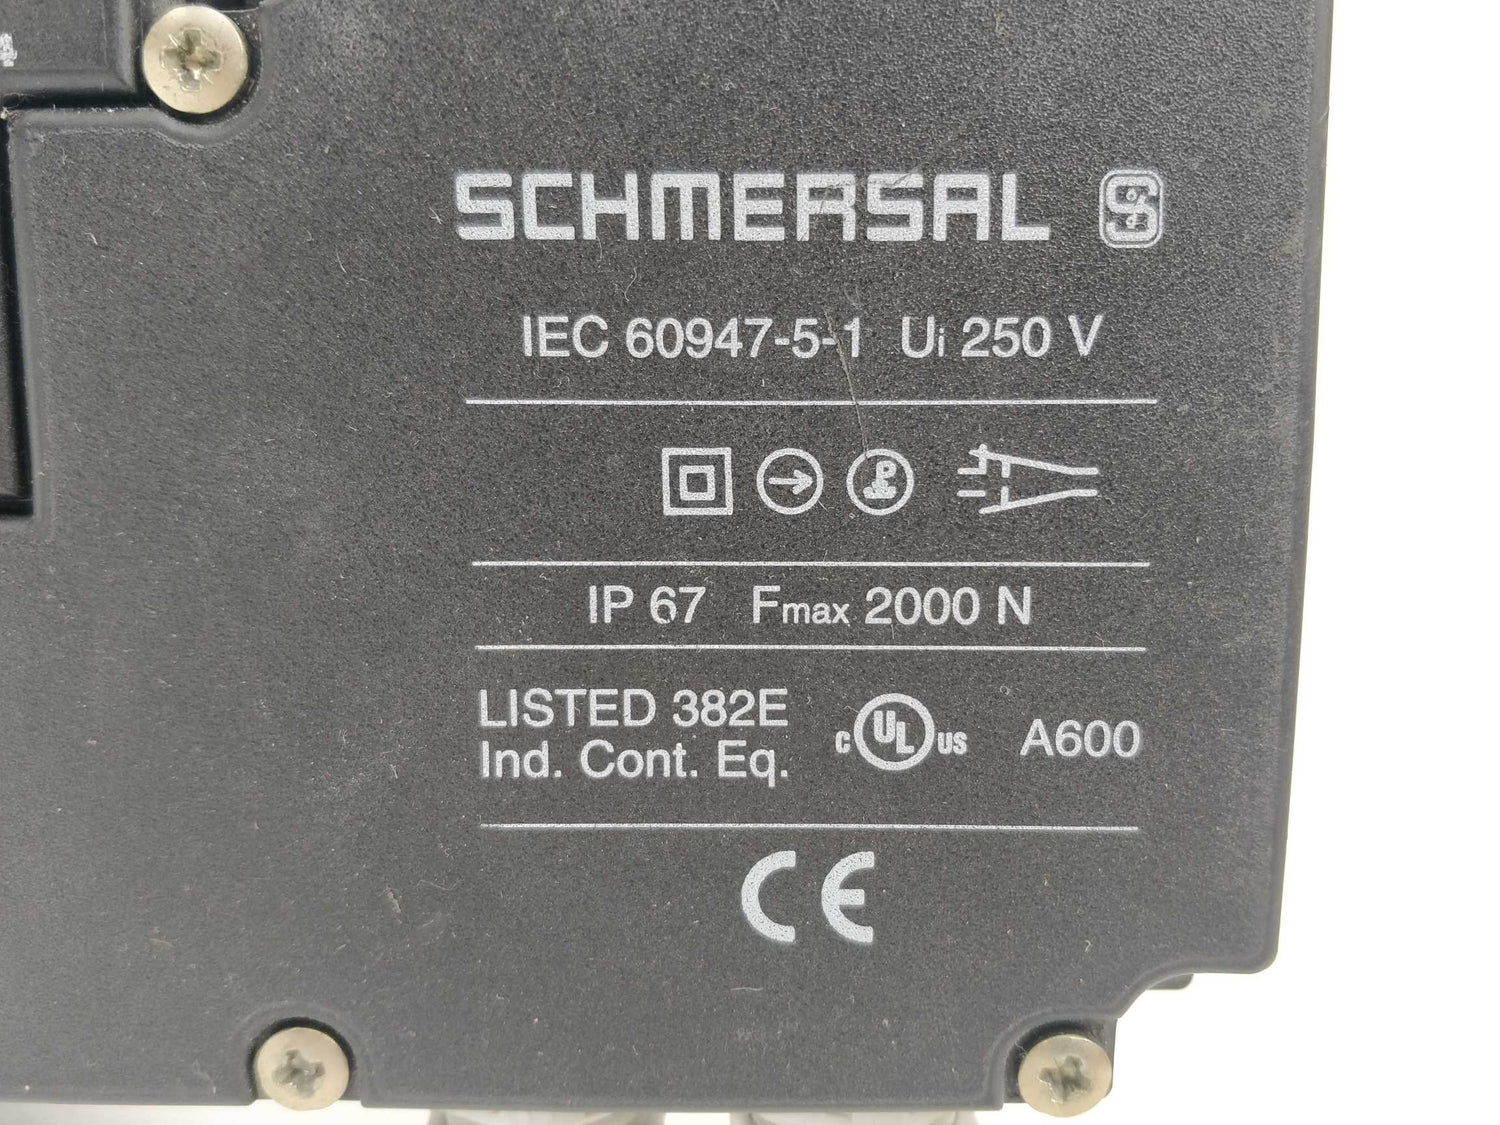 SCHMERSAL S
IEC 60947-5-1 Ui 250 V
P
IP 67 Fmax 2000 N
LISTED 382E
Ind. Cont. Eq.
C UL US A600
CE